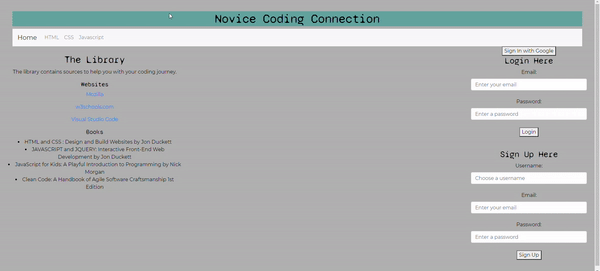 Novice Coding Connection
Home HTML CSS Javascript
Sign In with Google
The Library
The library contains sources to help you with your coding journey.
Websites
Mozilla
w3schools.com
Visual Studio Code
Books
HTML and CSS : Design and Build Websites by Jon Duckett
JAVASCRIPT and JQUERY: Interactive Front-End Web
Development by Jon Duckett
JavaScript for Kids: A Playful Introduction to Programming by Nick
Morgan
Clean Code: A Handbook of Agile Software Craftsmanship 1st
Edition
Login Here
Email:
Enter your email
Password:
Enter a password
Login
Sign Up Here
Username:
Choose a username
Email:
Enter your email
Password:
Enter a password
Sign Up